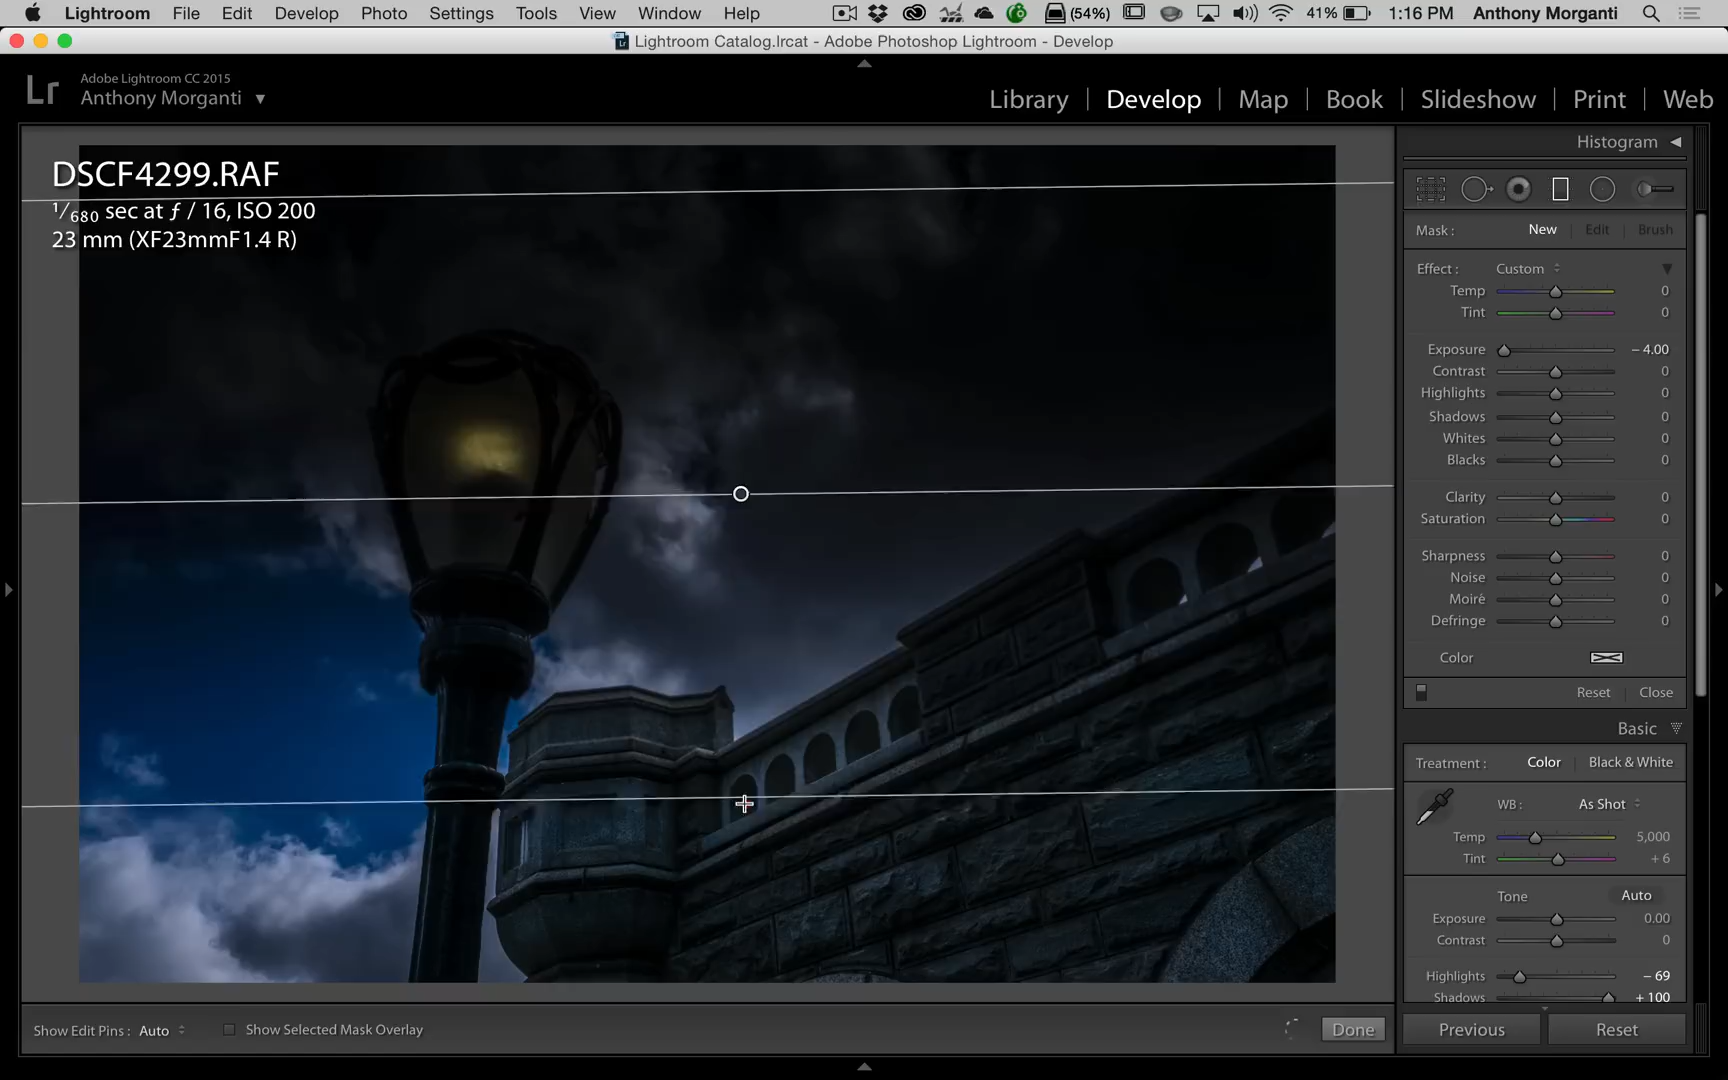 Lightroom File Edit Develop Photo Settings Tools View Window Help (54%) 41% 1:16 PM Anthony Morganti
Lightroom Catalog.lrcat - Adobe Photoshop Lightroom - Develop
Lr
Adobe Lightroom CC 2015
Anthony Morganti
Library | Develop | Map | Book | Slideshow | Print | Web
DSCF4299.RAF
1/680 sec at ƒ / 16, ISO 200
23 mm (XF23mmF1.4 R)
Histogram
Mask : New Edit Brush
Effect : Custom
Temp 0
Tint 0
Exposure – 4.00
Contrast 0
Highlights 0
Shadows 0
Whites 0
Blacks 0
Clarity 0
Saturation 0
Sharpness 0
Noise 0
Moiré 0
Defringe 0
Color
Reset Close
Basic
Treatment : Color Black & White
WB : As Shot
Temp 5,000
Tint + 6
Tone Auto
Exposure 0.00
Contrast 0
Highlights – 69
Shadows + 100
Show Edit Pins : Auto Show Selected Mask Overlay Done
Previous Reset